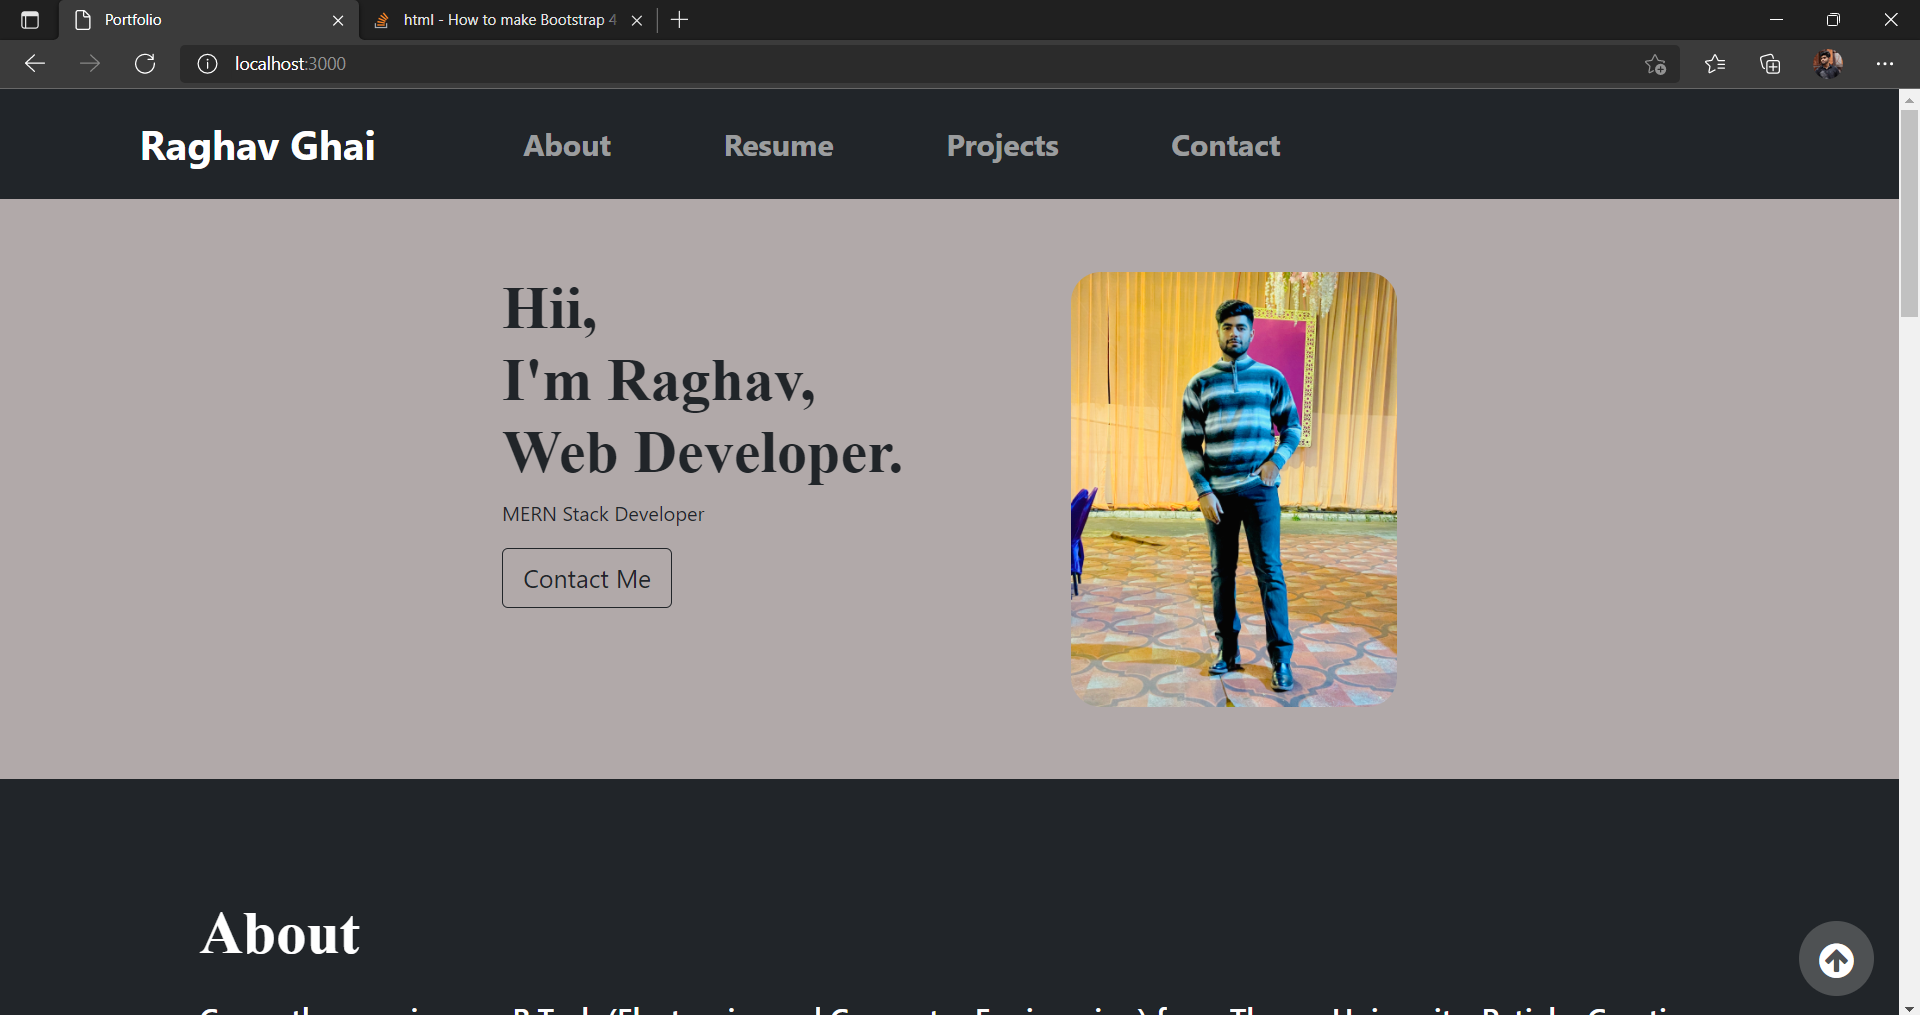 Portfolio
html - How to make Bootstrap 4
localhost:3000
Raghav Ghai About Resume Projects Contact
Hii,
I'm Raghav,
Web Developer.
MERN Stack Developer
Contact Me
About